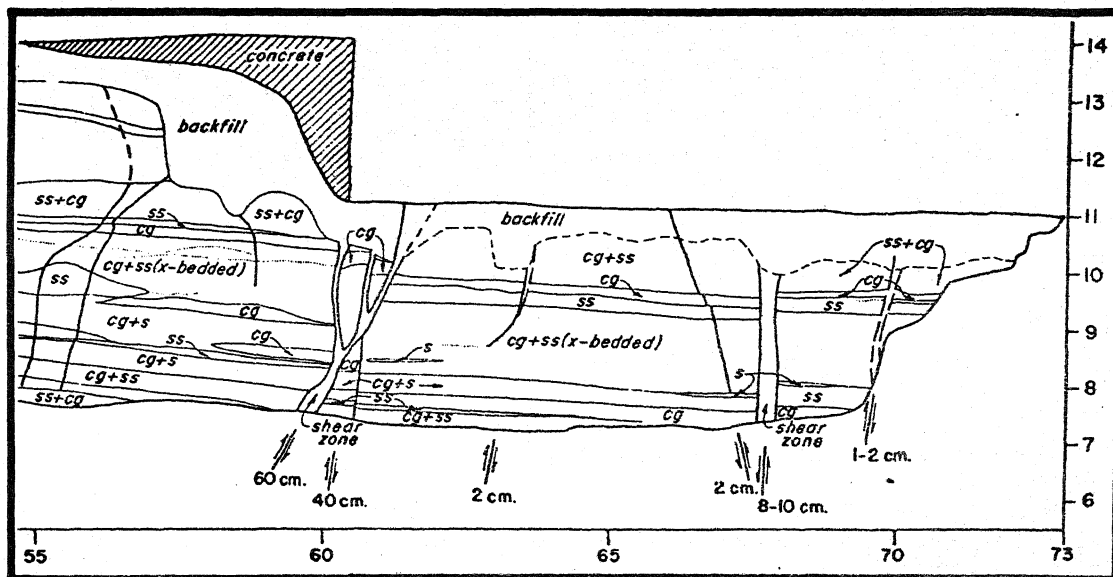 concrete
14
13
backfill
12
ss+cg
ss
ss+cg
cg
backfill
11
cg
ss+cg
cg+ss(x-bedded)
cg+ss
10
ss
cg
cg
ss
cg
ss
cg+s
cg
cg+ss(x-bedded)
9
ss
s
cg+s
cg
cg+s
s
ss
8
cg+ss
ss+cg
ss
cg+ss
cg
cg
shear
zone
shear
zone
7
60 cm.
40 cm.
2 cm.
2 cm.
8-10 cm.
1-2 cm.
6
55
60
65
70
73